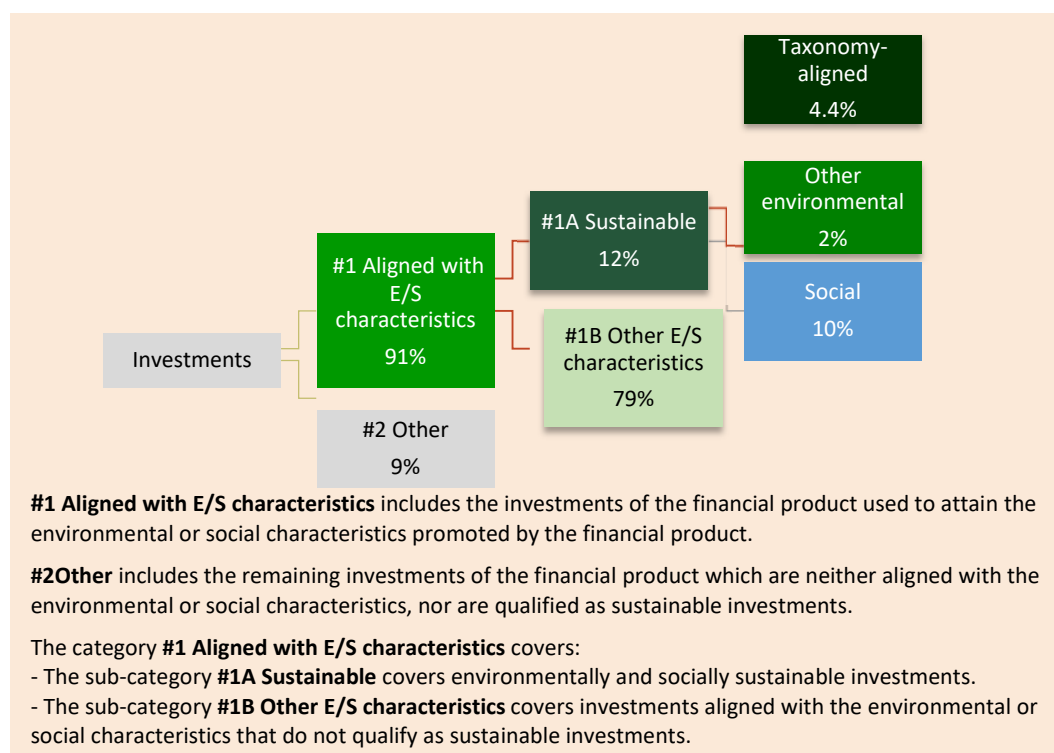 Taxonomy-
aligned
4.4%
Other
environmental
2%
#1A Sustainable
12%
#1 Aligned with
E/S
characteristics
91%
Social
10%
#1B Other E/S
characteristics
79%
Investments
#2 Other
9%
#1 Aligned with E/S characteristics includes the investments of the financial product used to attain the
environmental or social characteristics promoted by the financial product.
#2Other includes the remaining investments of the financial product which are neither aligned with the
environmental or social characteristics, nor are qualified as sustainable investments.
The category #1 Aligned with E/S characteristics covers:
- The sub-category #1A Sustainable covers environmentally and socially sustainable investments.
- The sub-category #1B Other E/S characteristics covers investments aligned with the environmental or
social characteristics that do not qualify as sustainable investments.